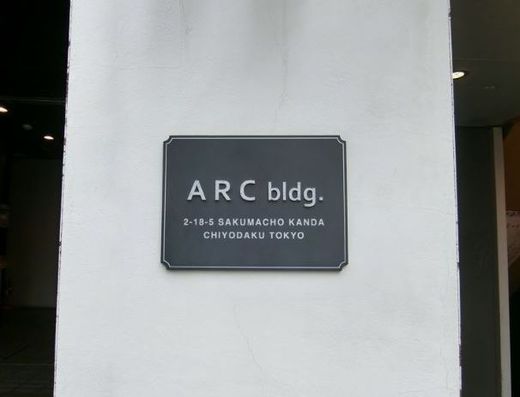 ARC bldg.
2-18-5 SAKUMACHO KANDA
CHIYODAKU TOKYO